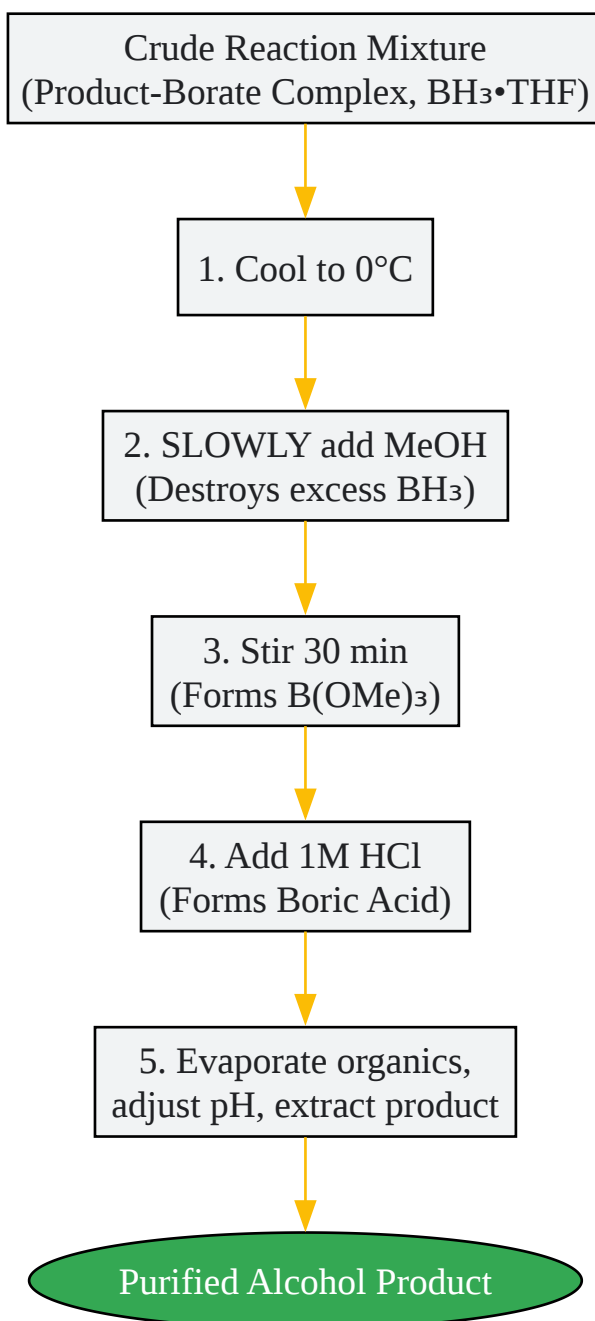 Crude Reaction Mixture
(Product-Borate Complex, BH₃•THF)
1. Cool to 0°C
2. SLOWLY add MeOH
(Destroys excess BH₃)
3. Stir 30 min
(Forms B(OMe)₃)
4. Add 1M HCl
(Forms Boric Acid)
5. Evaporate organics,
adjust pH, extract product
Purified Alcohol Product